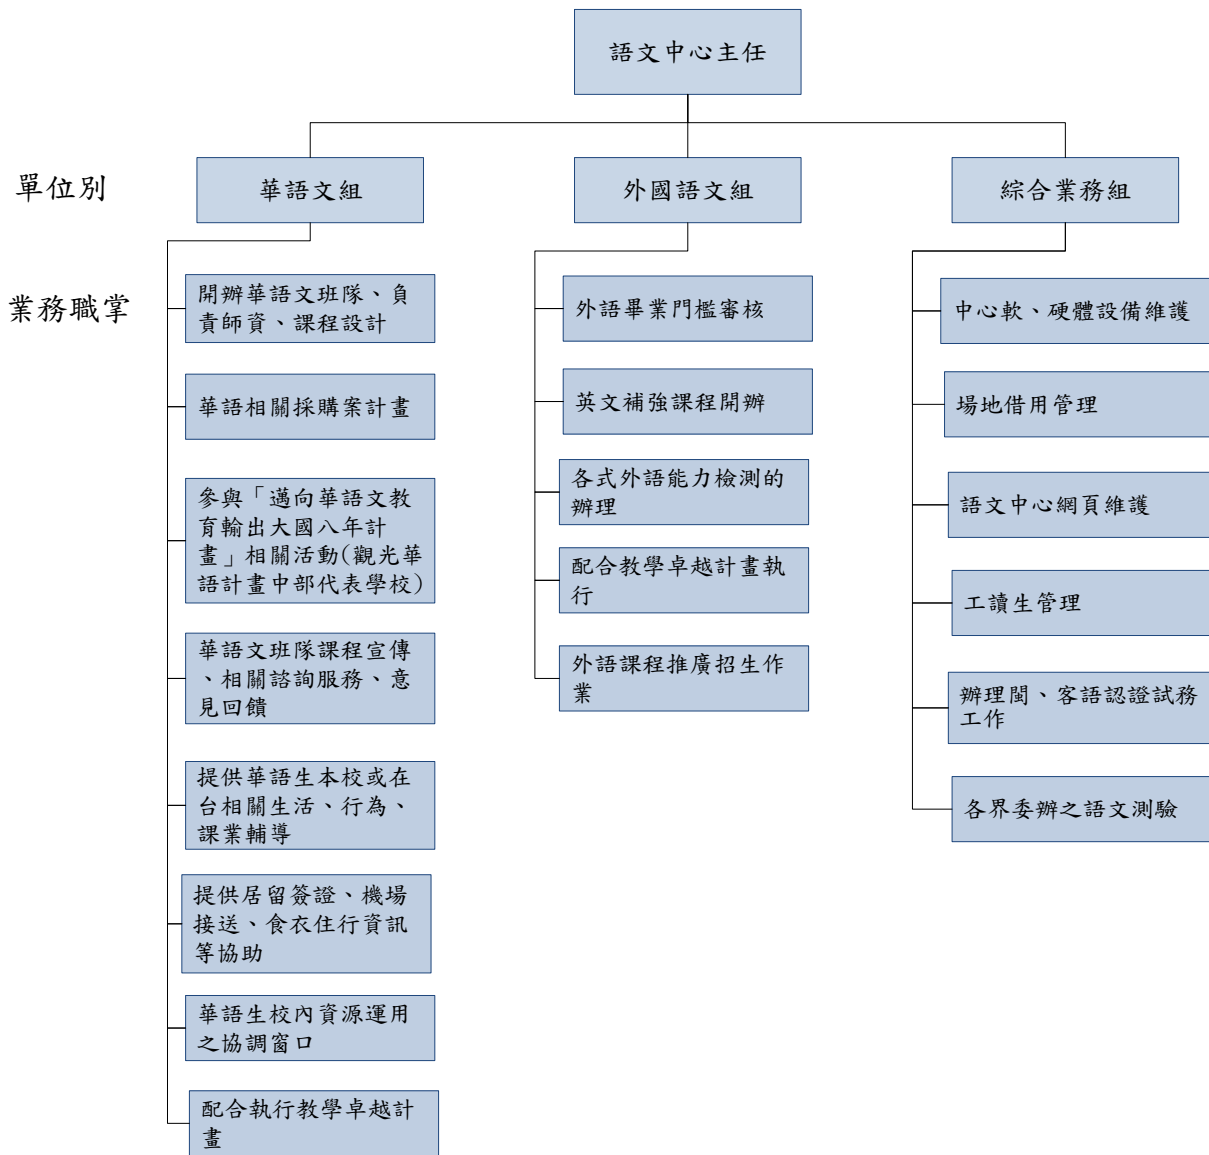 語文中心主任
單位別
華語文組
外國語文組
綜合業務組
業務職掌
開辦華語文班隊、負
責師資、課程設計
華語相關採購案計畫
參與「邁向華語文教
育輸出大國八年計
畫」相關活動(觀光華
語計畫中部代表學校)
華語文班隊課程宣傳
、相關諮詢服務、意
見回饋
提供華語生本校或在
台相關生活、行為、
課業輔導
提供居留簽證、機場
接送、食衣住行資訊
等協助
華語生校內資源運用
之協調窗口
配合執行教學卓越計
畫
外語畢業門檻審核
英文補強課程開辦
各式外語能力檢測的
辦理
配合教學卓越計畫執
行
外語課程推廣招生作
業
中心軟、硬體設備維護
場地借用管理
語文中心網頁維護
工讀生管理
辦理閩、客語認證試務
工作
各界委辦之語文測驗